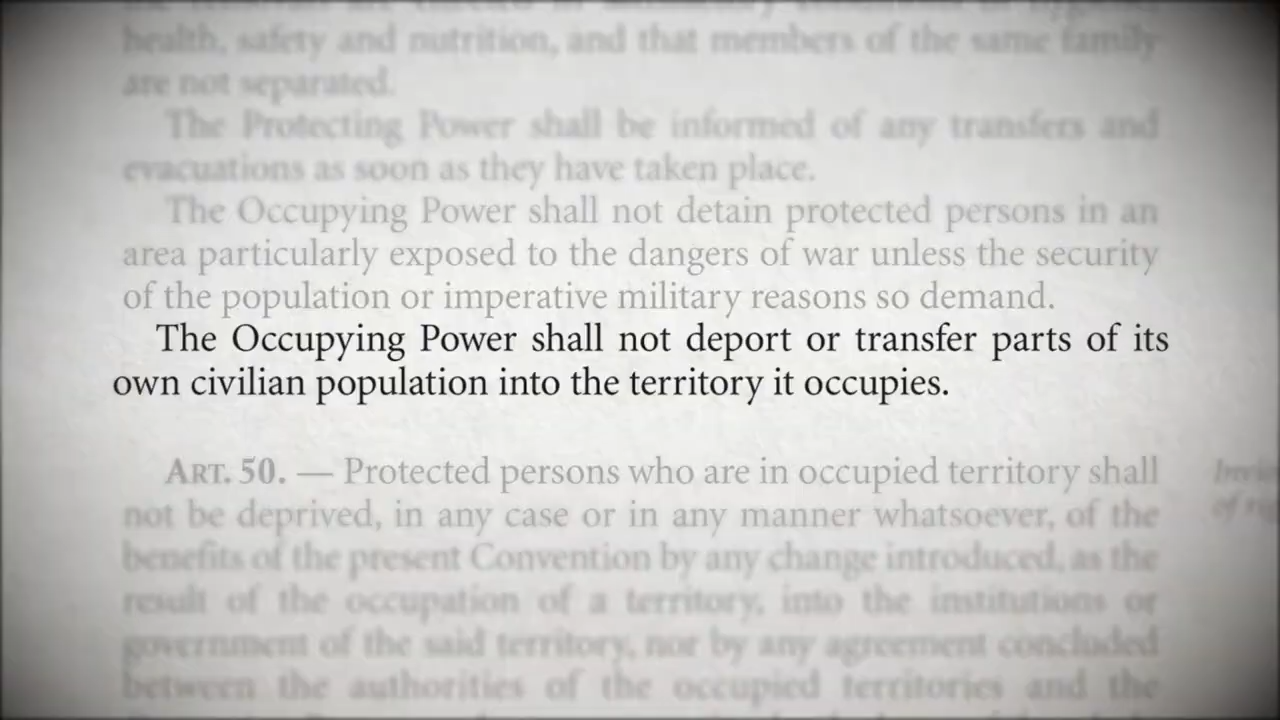 health, safety and nutrition, and that members of the same family
are not separated.
The Protecting Power shall be informed of any transfers and
evacuations as soon as they have taken place.
The Occupying Power shall not detain protected persons in an
area particularly exposed to the dangers of war unless the security
of the population or imperative military reasons so demand.
The Occupying Power shall not deport or transfer parts of its
own civilian population into the territory it occupies.
ART. 50. — Protected persons who are in occupied territory shall
not be deprived, in any case or in any manner whatsoever, of the
benefits of the present Convention by any change introduced, as the
result of the occupation of a territory, into the institutions or
government of the said territory, nor by any agreement concluded
between the authorities of the occupied territories and the